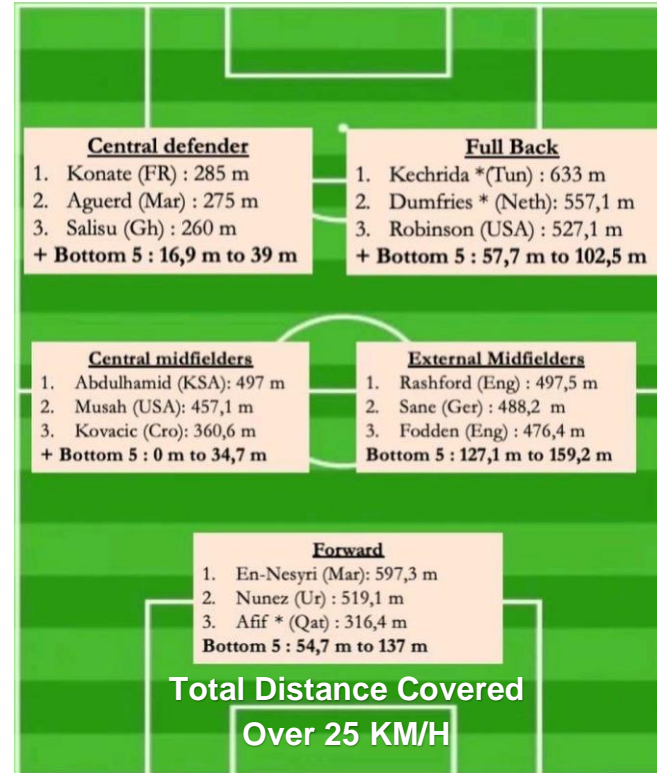 Central defender
1. Konate (FR) : 285 m
2. Aguerd (Mar) : 275 m
3. Salisu (Gh) : 260 m
+ Bottom 5 : 16,9 m to 39 m
Full Back
1. Kechrida *(Tun) : 633 m
2. Dumfries * (Neth): 557,1 m
3. Robinson (USA) : 527,1 m
+ Bottom 5 : 57,7 m to 102,5 m
Central midfielders
1. Abdulhamid (KSA): 497 m
2. Musah (USA): 457,1 m
3. Kovacic (Cro): 360,6 m
+ Bottom 5 : 0 m to 34,7 m
External Midfielders
1. Rashford (Eng) : 497,5 m
2. Sane (Ger) : 488,2 m
3. Fodden (Eng) : 476,4 m
Bottom 5 : 127,1 m to 159,2 m
Forward
1. En-Nesyri (Mar): 597,3 m
2. Nunez (Ur) : 519,1 m
3. Afif * (Qat) : 316,4 m
Bottom 5 : 54,7 m to 137 m
Total Distance Covered
Over 25 KM/H